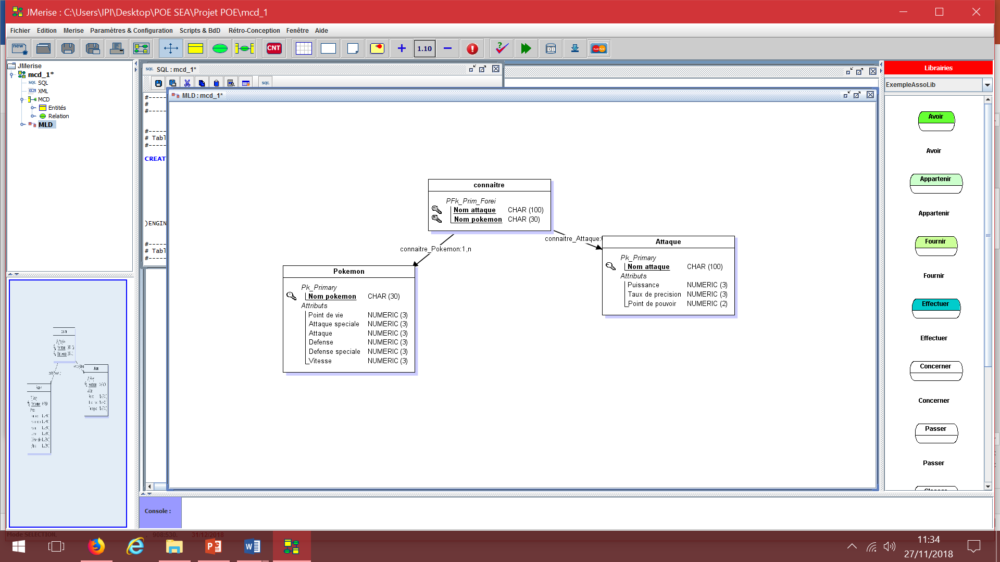 JMerise : C:\Users\IPI\Desktop\POE SEA\Projet POE\mcd_1
Fichier Edition Merise Paramètres & Configuration Scripts & BdD Rétro-Conception Fenêtre Aide
new CNT 1.10 DB
JMerise
mcd_1*
SQL SQL
XML XML
MCD
Entités
Relation
MLD
SQL SQL : mcd_1*
SQL
MLD : mcd_1*
#-----
#
#-----
#-----
# Tabl
#-----
CREAT
)ENGIN
#-----
# Tabl
#-----
connaitre
PFk_Prim_Forei
Nom attaque CHAR (100)
Nom pokemon CHAR (30)
connaitre_Pokemon:1,n
connaitre_Attaque:
Pokemon
Pk_Primary
Nom pokemon CHAR (30)
Attributs
Point de vie NUMERIC (3)
Attaque speciale NUMERIC (3)
Attaque NUMERIC (3)
Defense NUMERIC (3)
Defense speciale NUMERIC (3)
Vitesse NUMERIC (3)
Attaque
Pk_Primary
Nom attaque CHAR (100)
Attributs
Puissance NUMERIC (3)
Taux de precision NUMERIC (3)
Point de pouvoir NUMERIC (2)
Librairies
ExempleAssoLib
Avoir
Avoir
Appartenir
Appartenir
Fournir
Fournir
Effectuer
Effectuer
Concerner
Concerner
Passer
Passer
Console :
Mode SELECTION, 908:530. 31/12/2018
11:34
27/11/2018